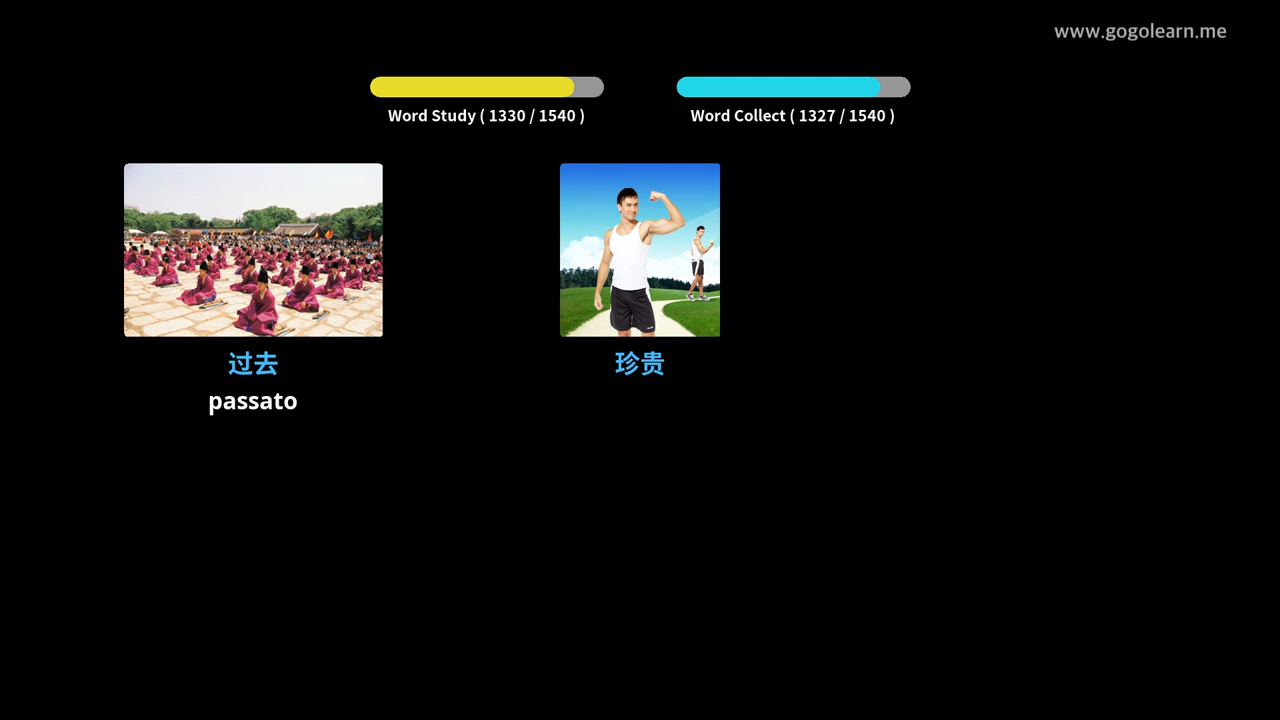 www.gogolearn.me
Word Study ( 1330 / 1540 )
Word Collect ( 1327 / 1540 )
过去
珍贵
passato